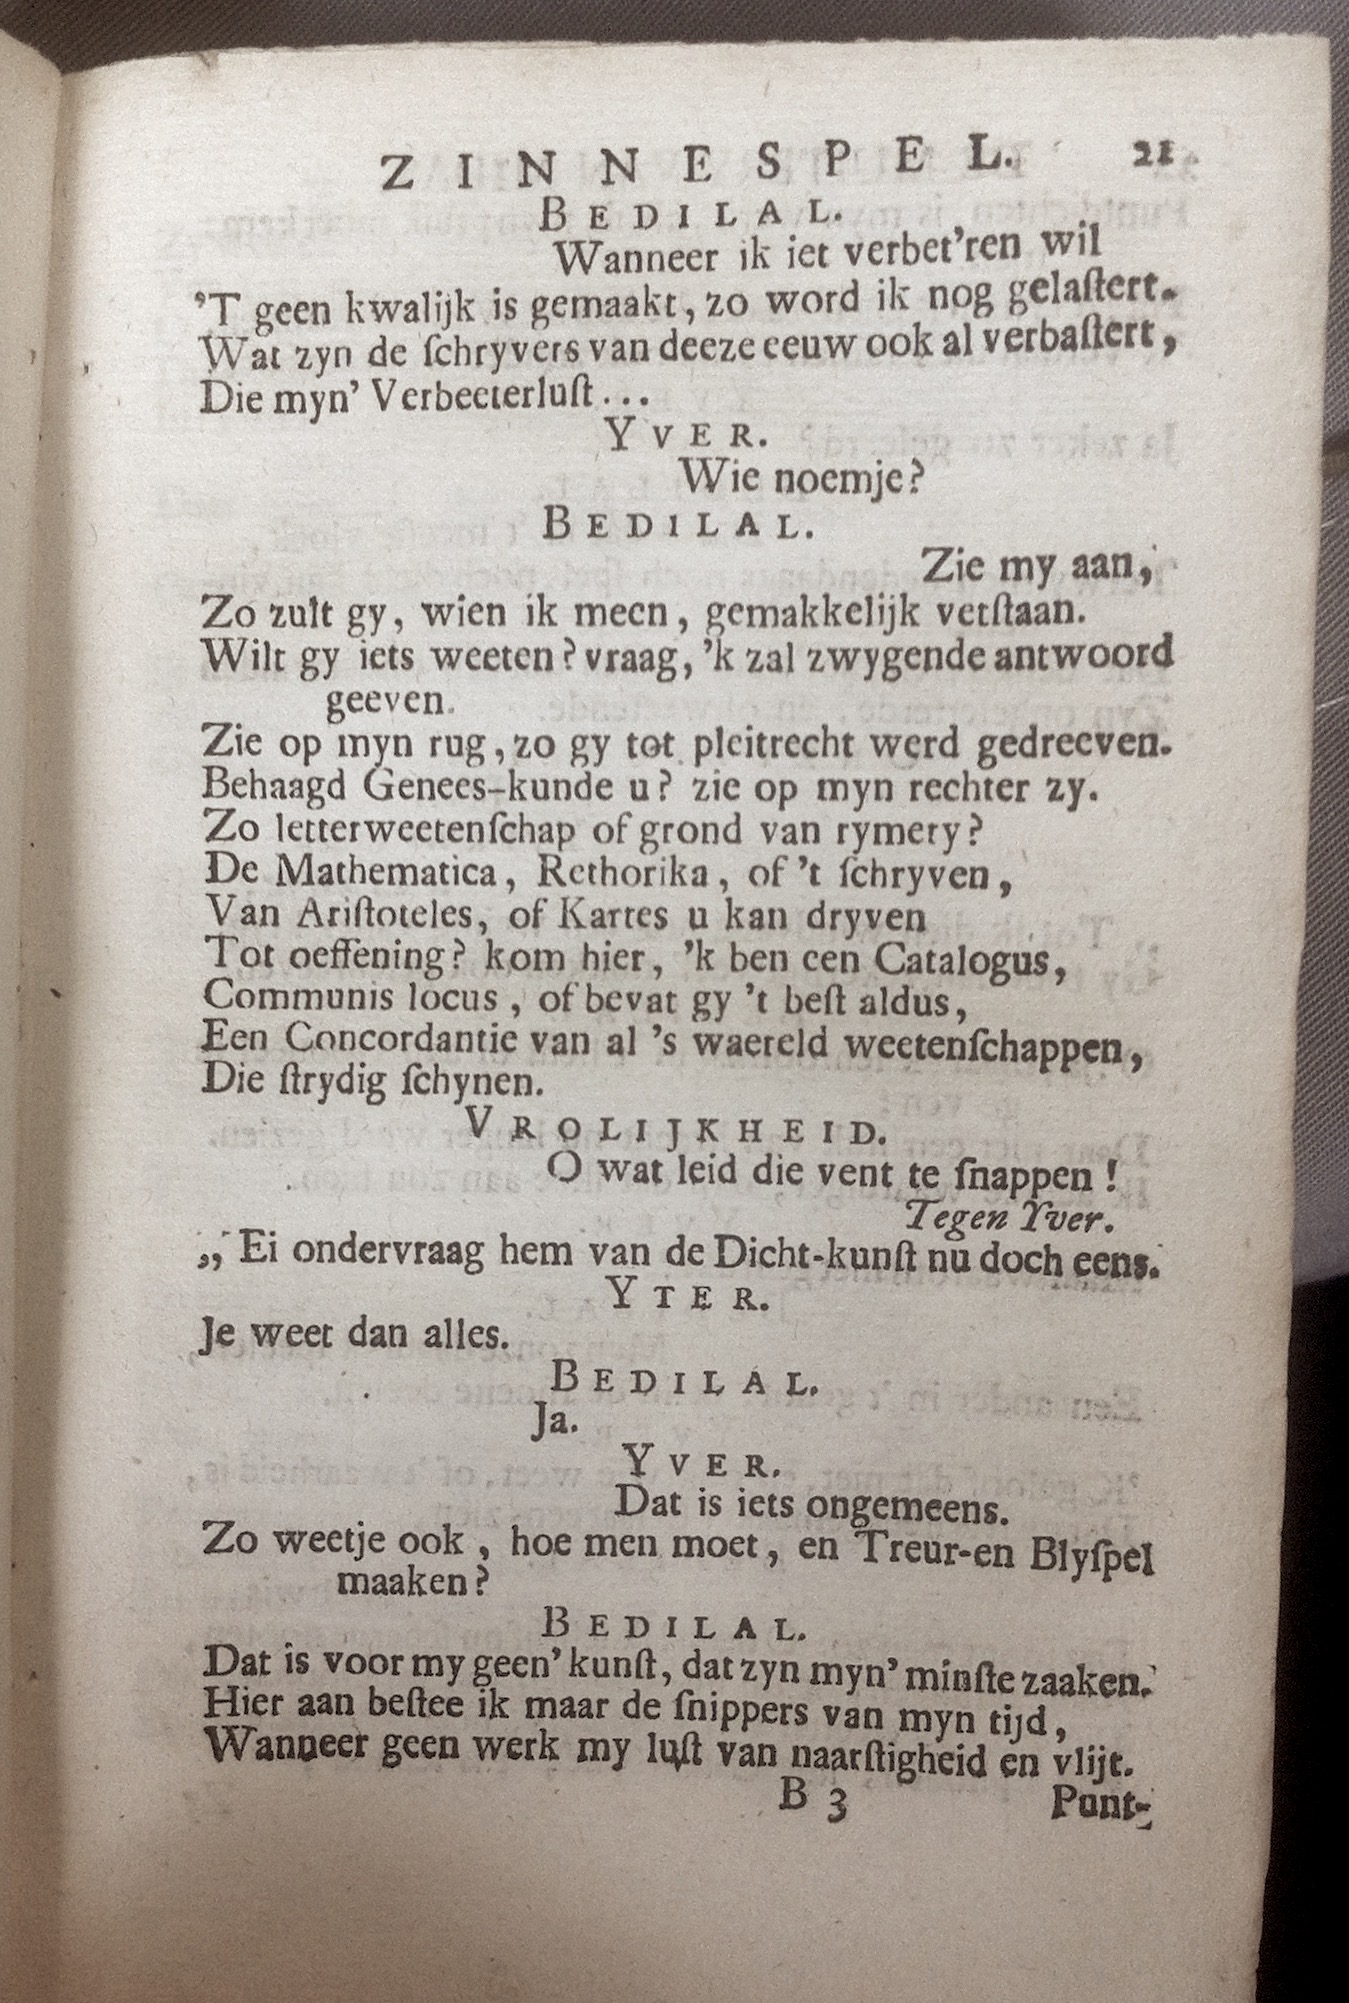 ZINNESPEL. 21
BEDILAL.
Wanneer ik iet verbet'ren wil
'T geen kwalijk is gemaakt, zo word ik nog gelaſtert.
Wat zyn de ſchryvers van deeze eeuw ook al verbaſtert,
Die myn' Verbeeterluſt...
YVER.
Wie noemje?
BEDILAL.
Zie my aan,
Zo zult gy, wien ik meen, gemakkelijk verſtaan.
Wilt gy iets weeten? vraag, 'k zal zwygende antwoord
geeven.
Zie op myn rug, zo gy tot pleitrecht werd gedreeven.
Behaagd Genees-kunde u? zie op myn rechter zy.
Zo letterweetenſchap of grond van rymery?
De Mathematica, Rethorika, of 't ſchryven,
Van Ariſtoteles, of Kartes u kan dryven
Tot oeffening? kom hier, 'k ben een Catalogus,
Communis locus, of bevat gy 't beſt aldus,
Een Concordantie van al 's waereld weetenſchappen,
Die ſtrydig ſchynen.
VROLIJKHEID.
O wat leid die vent te ſnappen!
Tegen Yver.
„Ei ondervraag hem van de Dicht-kunſt nu doch eens.
YTER.
Je weet dan alles.
BEDILAL.
Ja.
YVER.
Dat is iets ongemeens.
Zo weetje ook, hoe men moet, en Treur-en Blyſpel
maaken?
BEDILAL.
Dat is voor my geen' kunſt, dat zyn myn' minſte zaaken.
Hier aan beſtee ik maar de ſnippers van myn tijd,
Wanneer geen werk my luſt van naarſtigheid en vlijt.
B 3 Punt-